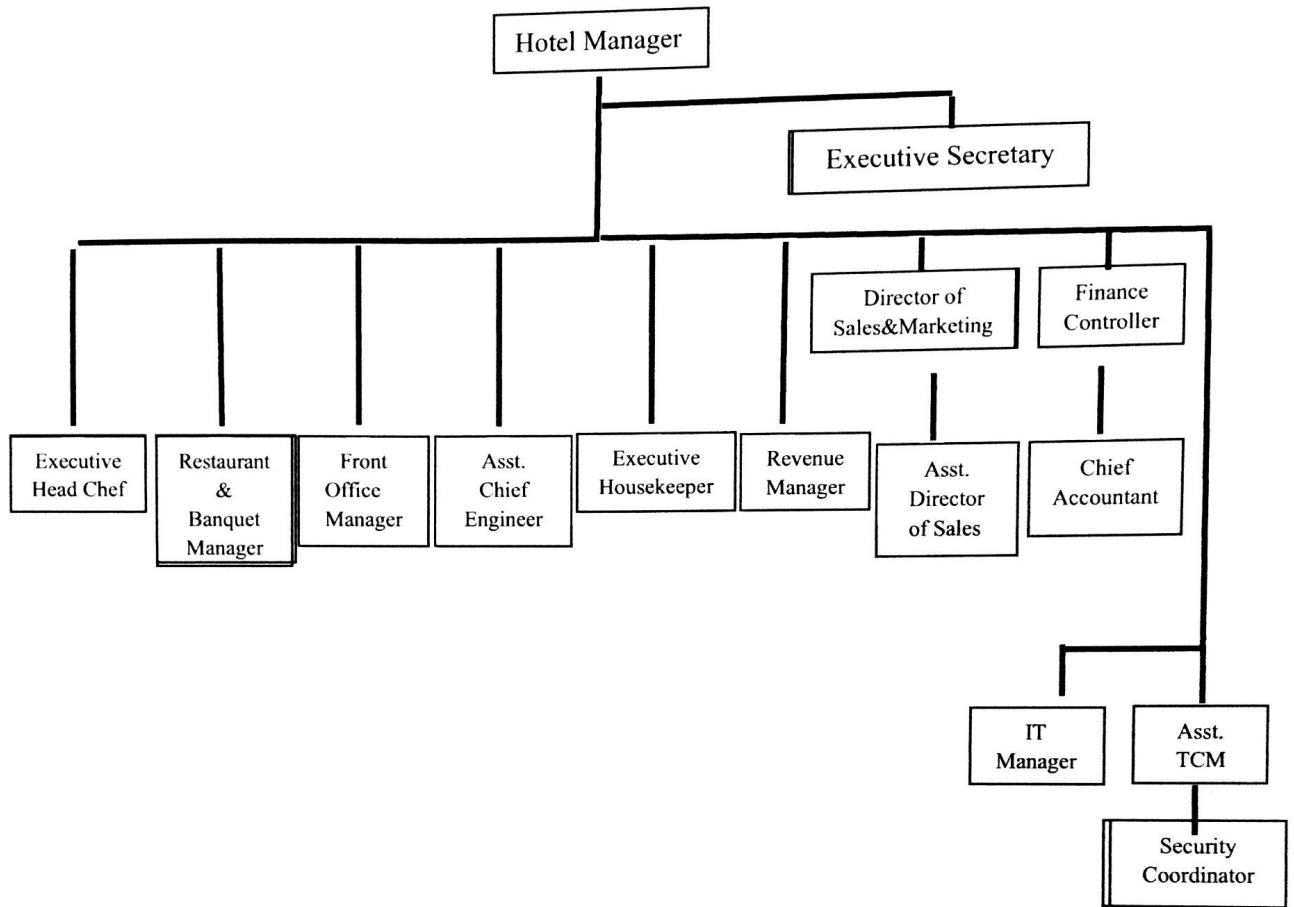 Hotel Manager
Executive Secretary
Director of
Sales&Marketing
Finance
Controller
Executive
Head Chef
Restaurant
&
Banquet
Manager
Front
Office
Manager
Asst.
Chief
Engineer
Executive
Housekeeper
Revenue
Manager
Asst.
Director
of Sales
Chief
Accountant
IT
Manager
Asst.
TCM
Security
Coordinator